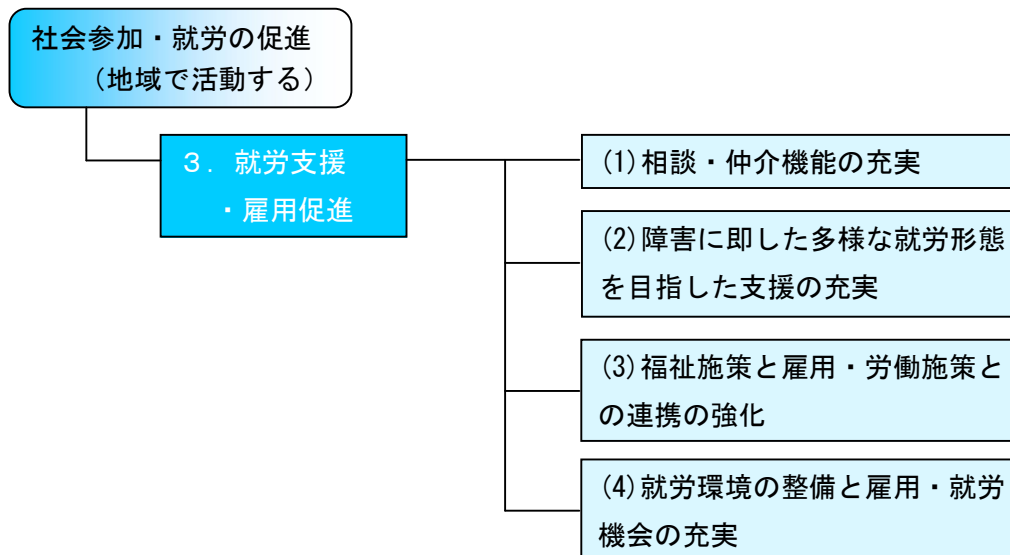 社会参加・就労の促進
（地域で活動する）
３．就労支援
・雇用促進
(1)相談・仲介機能の充実
(2)障害に即した多様な就労形態
を目指した支援の充実
(3)福祉施策と雇用・労働施策と
の連携の強化
(4)就労環境の整備と雇用・就労
機会の充実